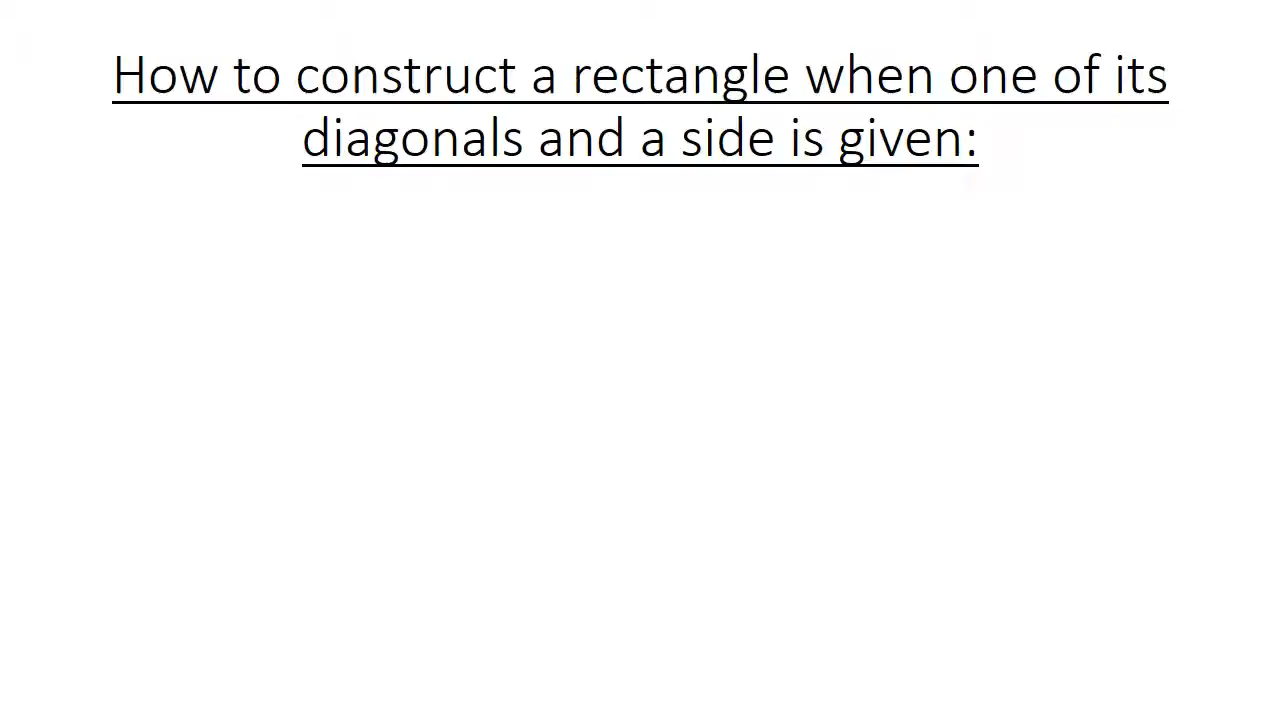 How to construct a rectangle when one of its
diagonals and a side is given: